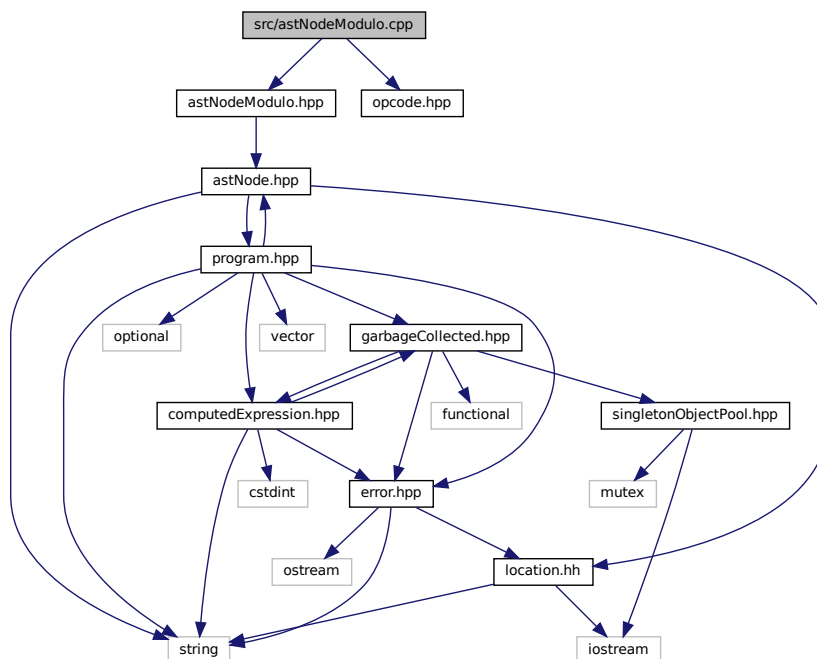 src/astNodeModulo.cpp
astNodeModulo.hpp
opcode.hpp
astNode.hpp
program.hpp
optional
vector
garbageCollected.hpp
computedExpression.hpp
functional
singletonObjectPool.hpp
cstdint
error.hpp
mutex
ostream
location.hh
string
iostream